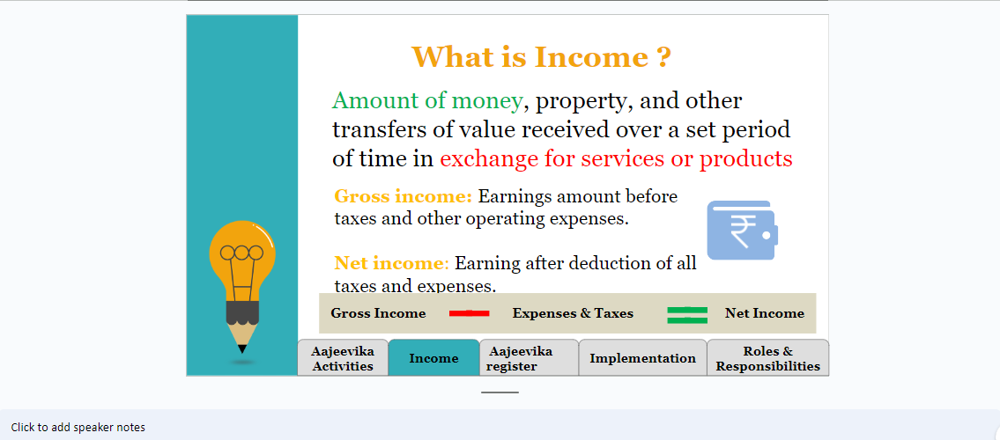 What is Income ?
Amount of money, property, and other
transfers of value received over a set period
of time in exchange for services or products
Gross income: Earnings amount before
taxes and other operating expenses.
Net income: Earning after deduction of all
taxes and expenses.
Gross Income Expenses & Taxes Net Income
Aajeevika
Activities
Income
Aajeevika
register
Implementation
Roles &
Responsibilities
Click to add speaker notes